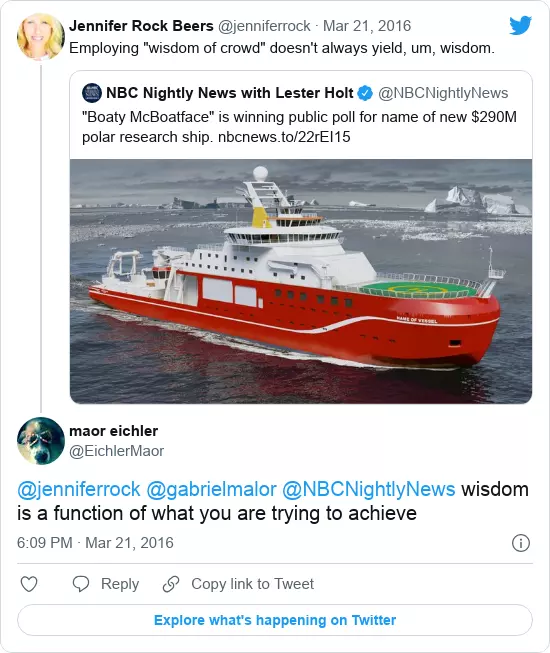 Jennifer Rock Beers @jenniferrock · Mar 21, 2016
Employing "wisdom of crowd" doesn't always yield, um, wisdom.
NBC Nightly News with Lester Holt @NBCNightlyNews
"Boaty McBoatface" is winning public poll for name of new $290M
polar research ship. nbcnews.to/22rEI15
NAME OF VESSEL
maor eichler
@EichlerMaor
@jenniferrock @gabrielmalor @NBCNightlyNews wisdom
is a function of what you are trying to achieve
6:09 PM · Mar 21, 2016
Reply
Copy link to Tweet
Explore what's happening on Twitter